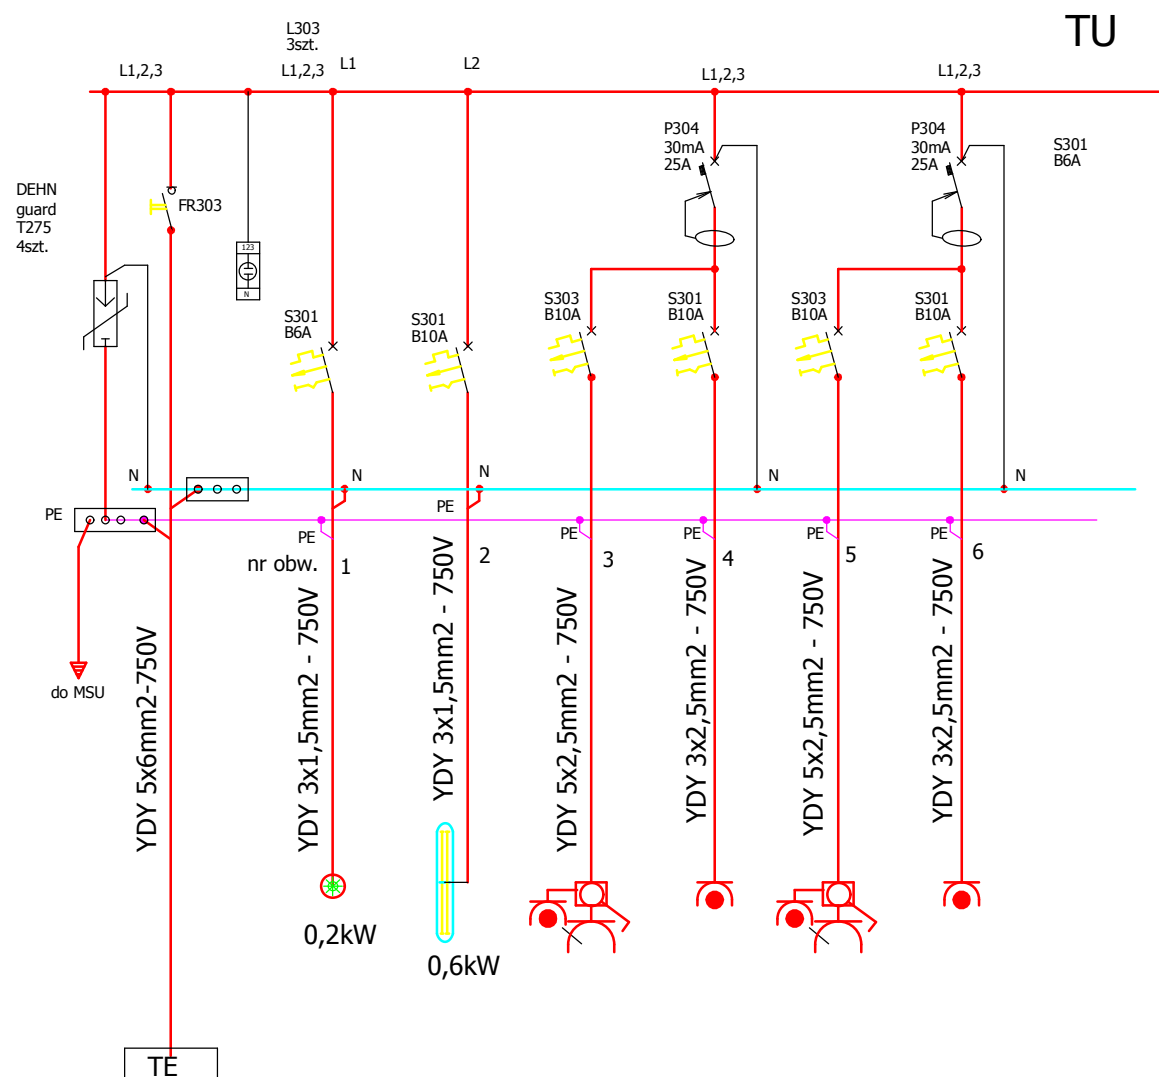 TU
L303
3szt.
L1,2,3
L1,2,3
L1
L2
L1,2,3
L1,2,3
P304
30mA
25A
P304
30mA
25A
S301
B6A
DEHN
guard
T275
4szt.
FR303
123
N
S301
B6A
S301
B10A
S303
B10A
S301
B10A
S303
B10A
S301
B10A
N
N
N
N
N
PE
PE
PE
PE
PE
PE
PE
nr obw.
1
2
3
4
5
6
do MSU
YDY 5x6mm2-750V
YDY 3x1,5mm2 - 750V
YDY 3x1,5mm2 - 750V
YDY 5x2,5mm2 - 750V
YDY 3x2,5mm2 - 750V
YDY 5x2,5mm2 - 750V
YDY 3x2,5mm2 - 750V
0,2kW
0,6kW
TE